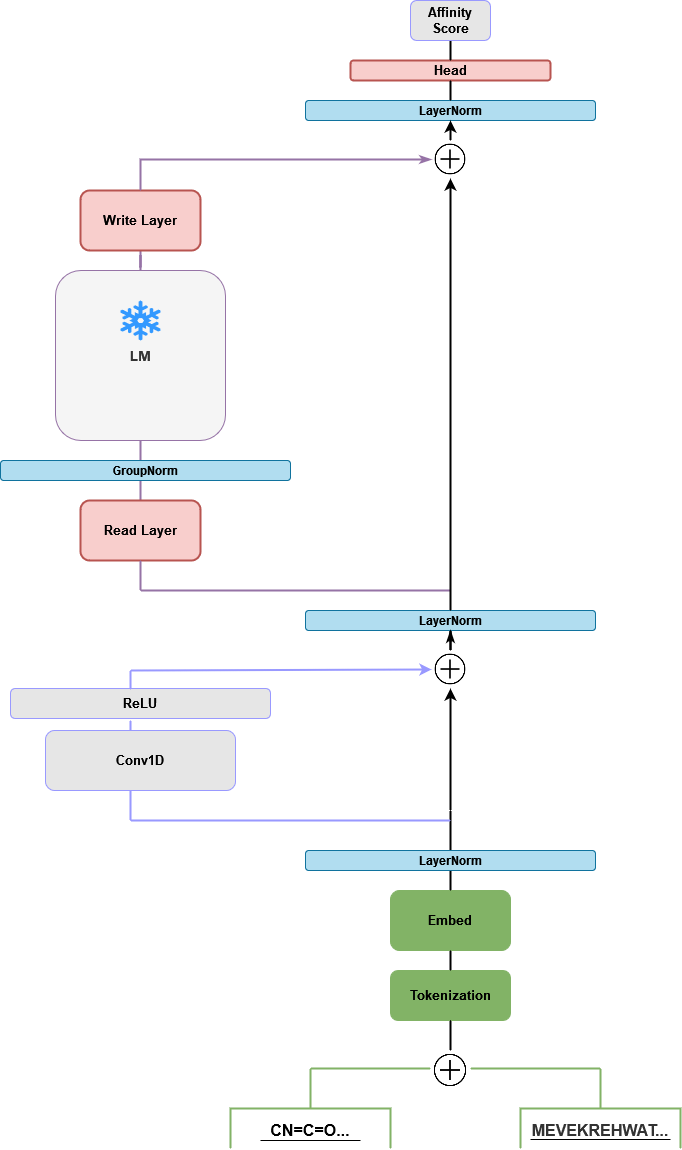 Affinity
Score
Head
LayerNorm
Write Layer
LM
GroupNorm
Read Layer
LayerNorm
ReLU
Conv1D
LayerNorm
Embed
Tokenization
CN=C=O...
MEVEKREHWAT...